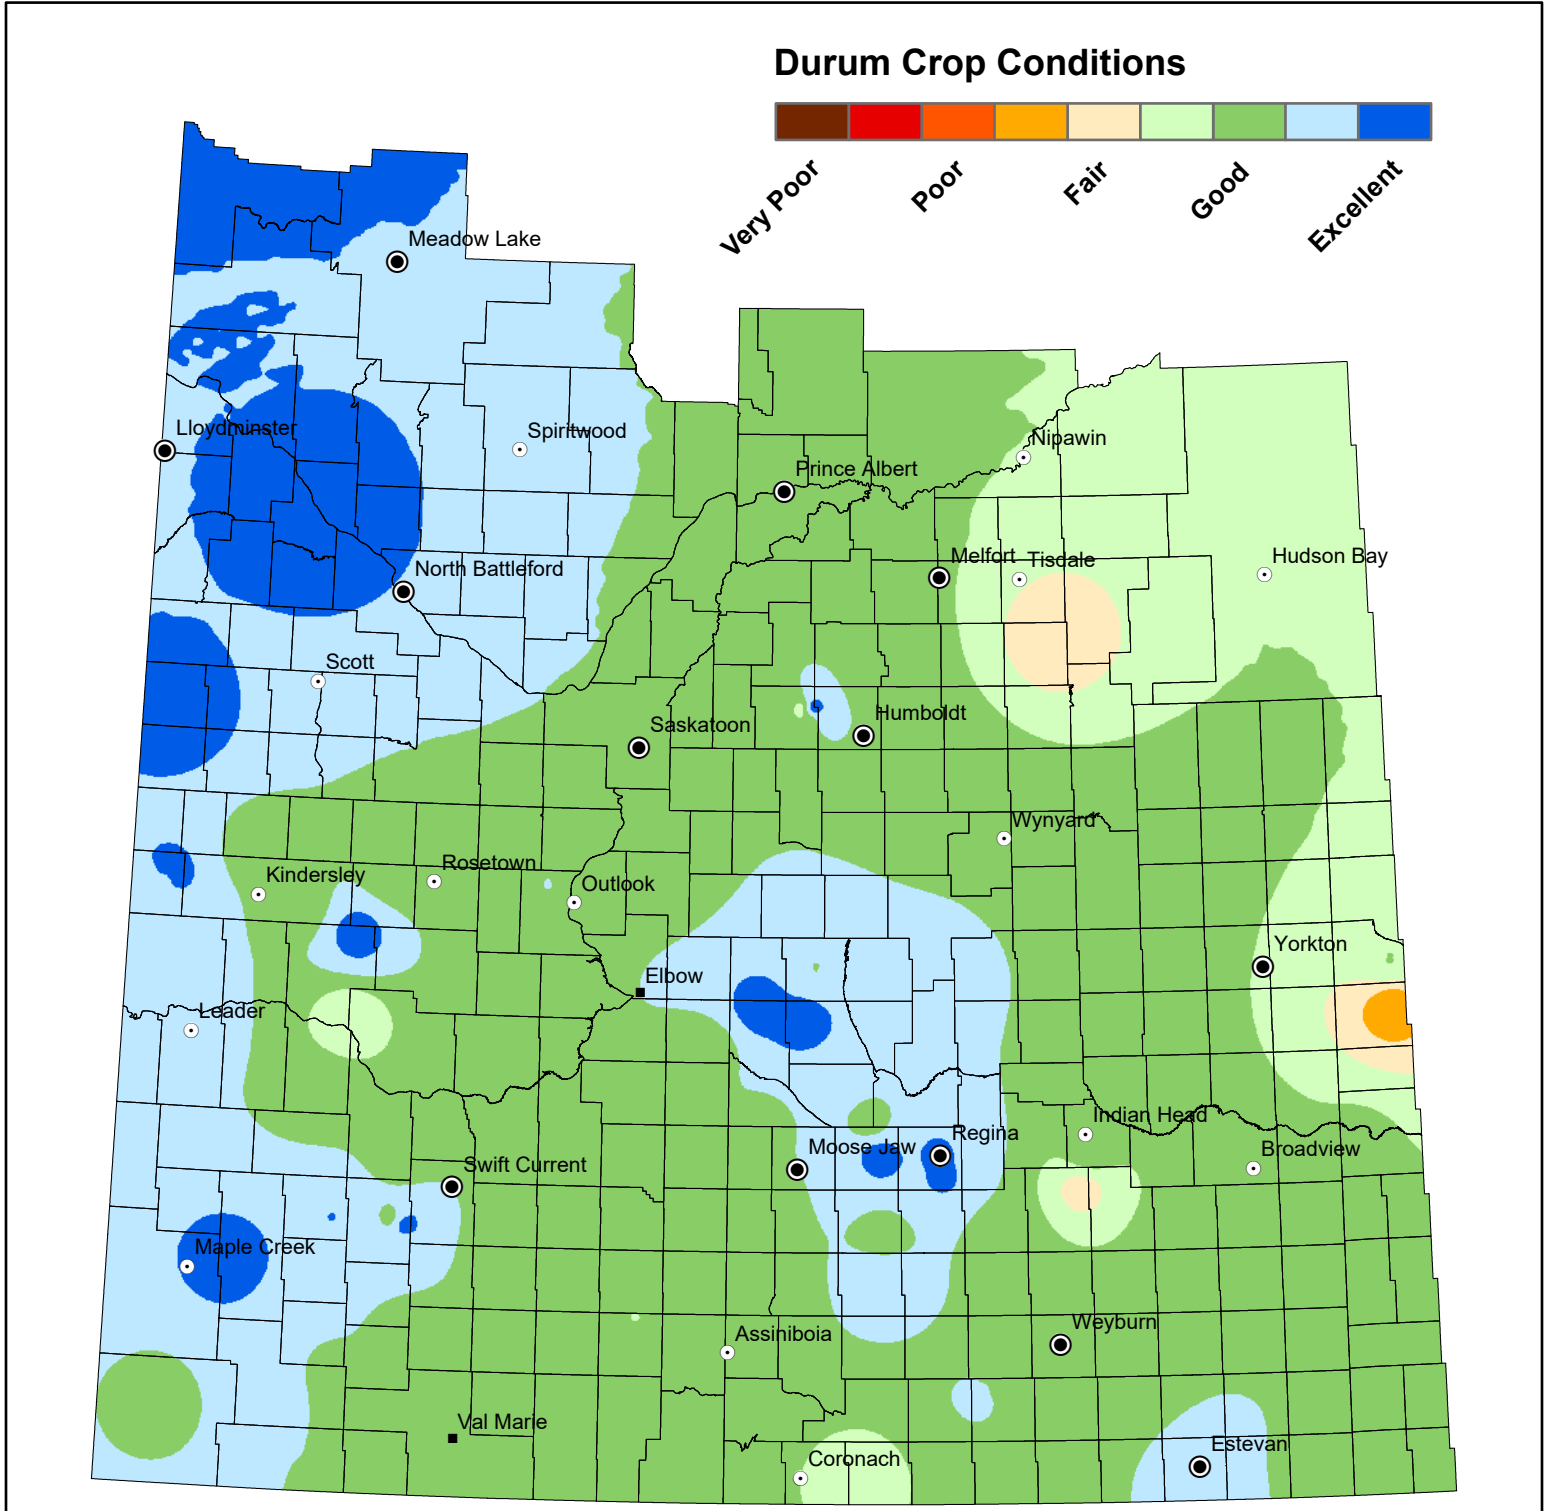 Durum Crop Conditions
Very Poor
Poor
Fair
Good
Excellent
Meadow Lake
Lloydminster
Spiritwood
Nipawin
Prince Albert
North Battleford
Melfort
Tisdale
Hudson Bay
Scott
Saskatoon
Humboldt
Wynyard
Kindersley
Rosetown
Outlook
Yorkton
Elbow
Leader
Indian Head
Regina
Moose Jaw
Broadview
Swift Current
Maple Creek
Weyburn
Assiniboia
Val Marie
Estevan
Coronach